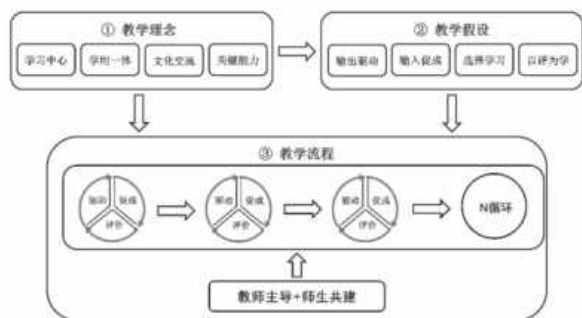 ① 教学理念
学习中心 学用一体 文化交流 关键能力
② 教学假设
输出驱动 输入促成 选择学习 以评为学
③ 教学流程
驱动 促成 评价
驱动 促成 评价
驱动 促成 评价
N循环
教师主导+师生共建